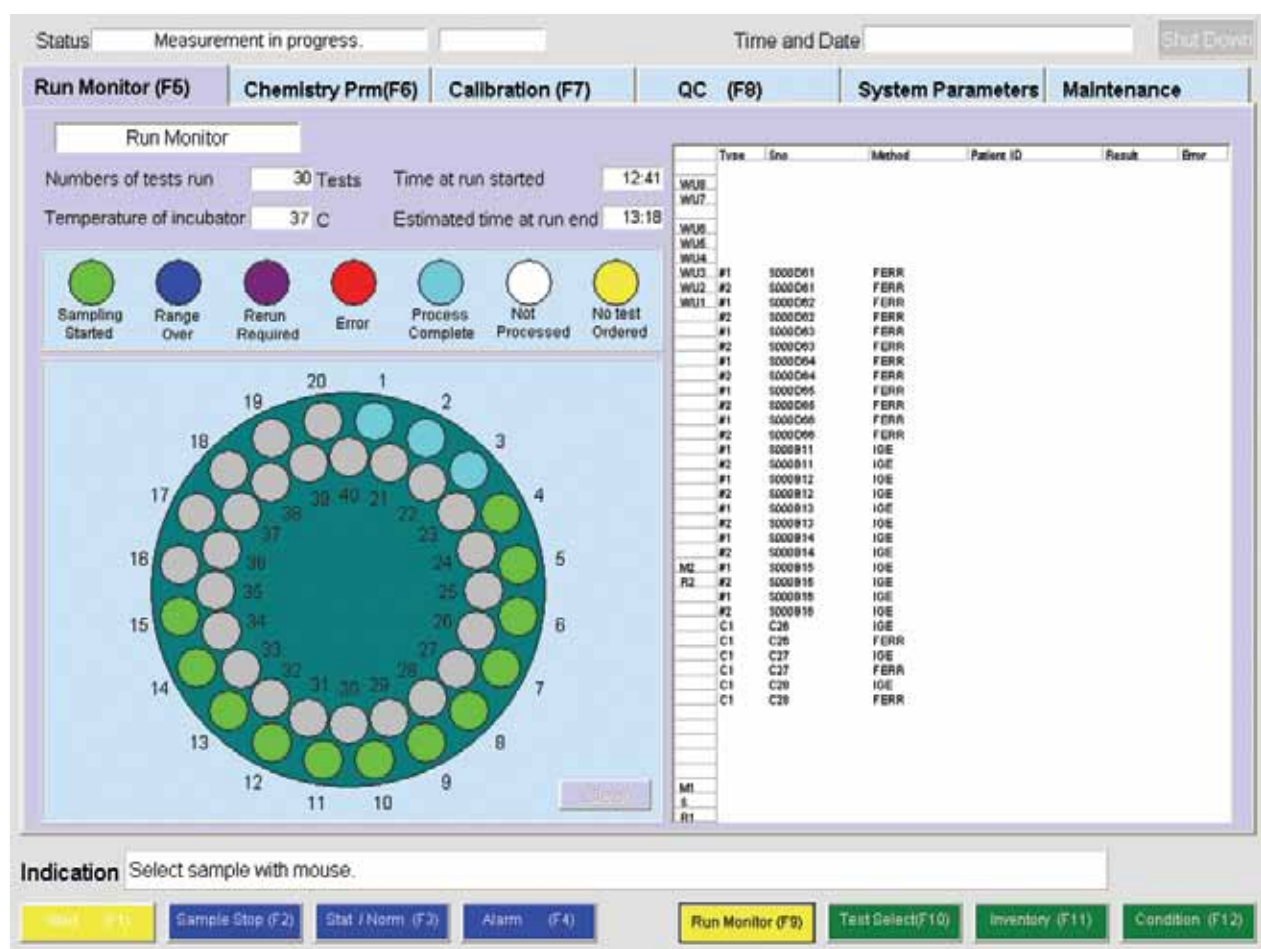 Status Measurement in progress. Time and Date Shut Down
Run Monitor (F5) Chemistry Prm(F6) Calibration (F7) QC (F8) System Parameters Maintenance
Run Monitor
Numbers of tests run 30 Tests Time at run started 12:41
Temperature of incubator 37 C Estimated time at run end 13:18
Sampling Started
Range Over
Rerun Required
Error
Process Complete
Not Processed
No test Ordered
20 1
19 2
18 3
17 4
16 5
15 6
14 7
13 8
12 9
11 10
39 40 21
38 22
37 23
36 24
35 25
34 26
33 27
32 28
31 30 29
Type Sno Method Patient ID Result Error
WU8
WU7
WU6
WU5
WU4
WU3 #1 S000D61 FERR
WU2 #2 S000D61 FERR
WU1 #1 S000D62 FERR
#2 S000D62 FERR
#1 S000D63 FERR
#2 S000D63 FERR
#1 S000D64 FERR
#2 S000D64 FERR
#1 S000D65 FERR
#2 S000D65 FERR
#1 S000D66 FERR
#2 S000D66 FERR
#1 S000B11 IGE
#2 S000B11 IGE
#1 S000B12 IGE
#2 S000B12 IGE
#1 S000B13 IGE
#2 S000B13 IGE
#1 S000B14 IGE
#2 S000B14 IGE
M2 #1 S000B15 IGE
R2 #2 S000B15 IGE
#1 S000B16 IGE
#2 S000B16 IGE
C1 C26 IGE
C1 C26 FERR
C1 C27 IGE
C1 C27 FERR
C1 C28 IGE
C1 C28 FERR
M1
S
R1
Indication Select sample with mouse.
(F1) Sample Stop (F2) Stat / Norm (F3) Alarm (F4) Run Monitor (F9) Test Select(F10) Inventory (F11) Condition (F12)